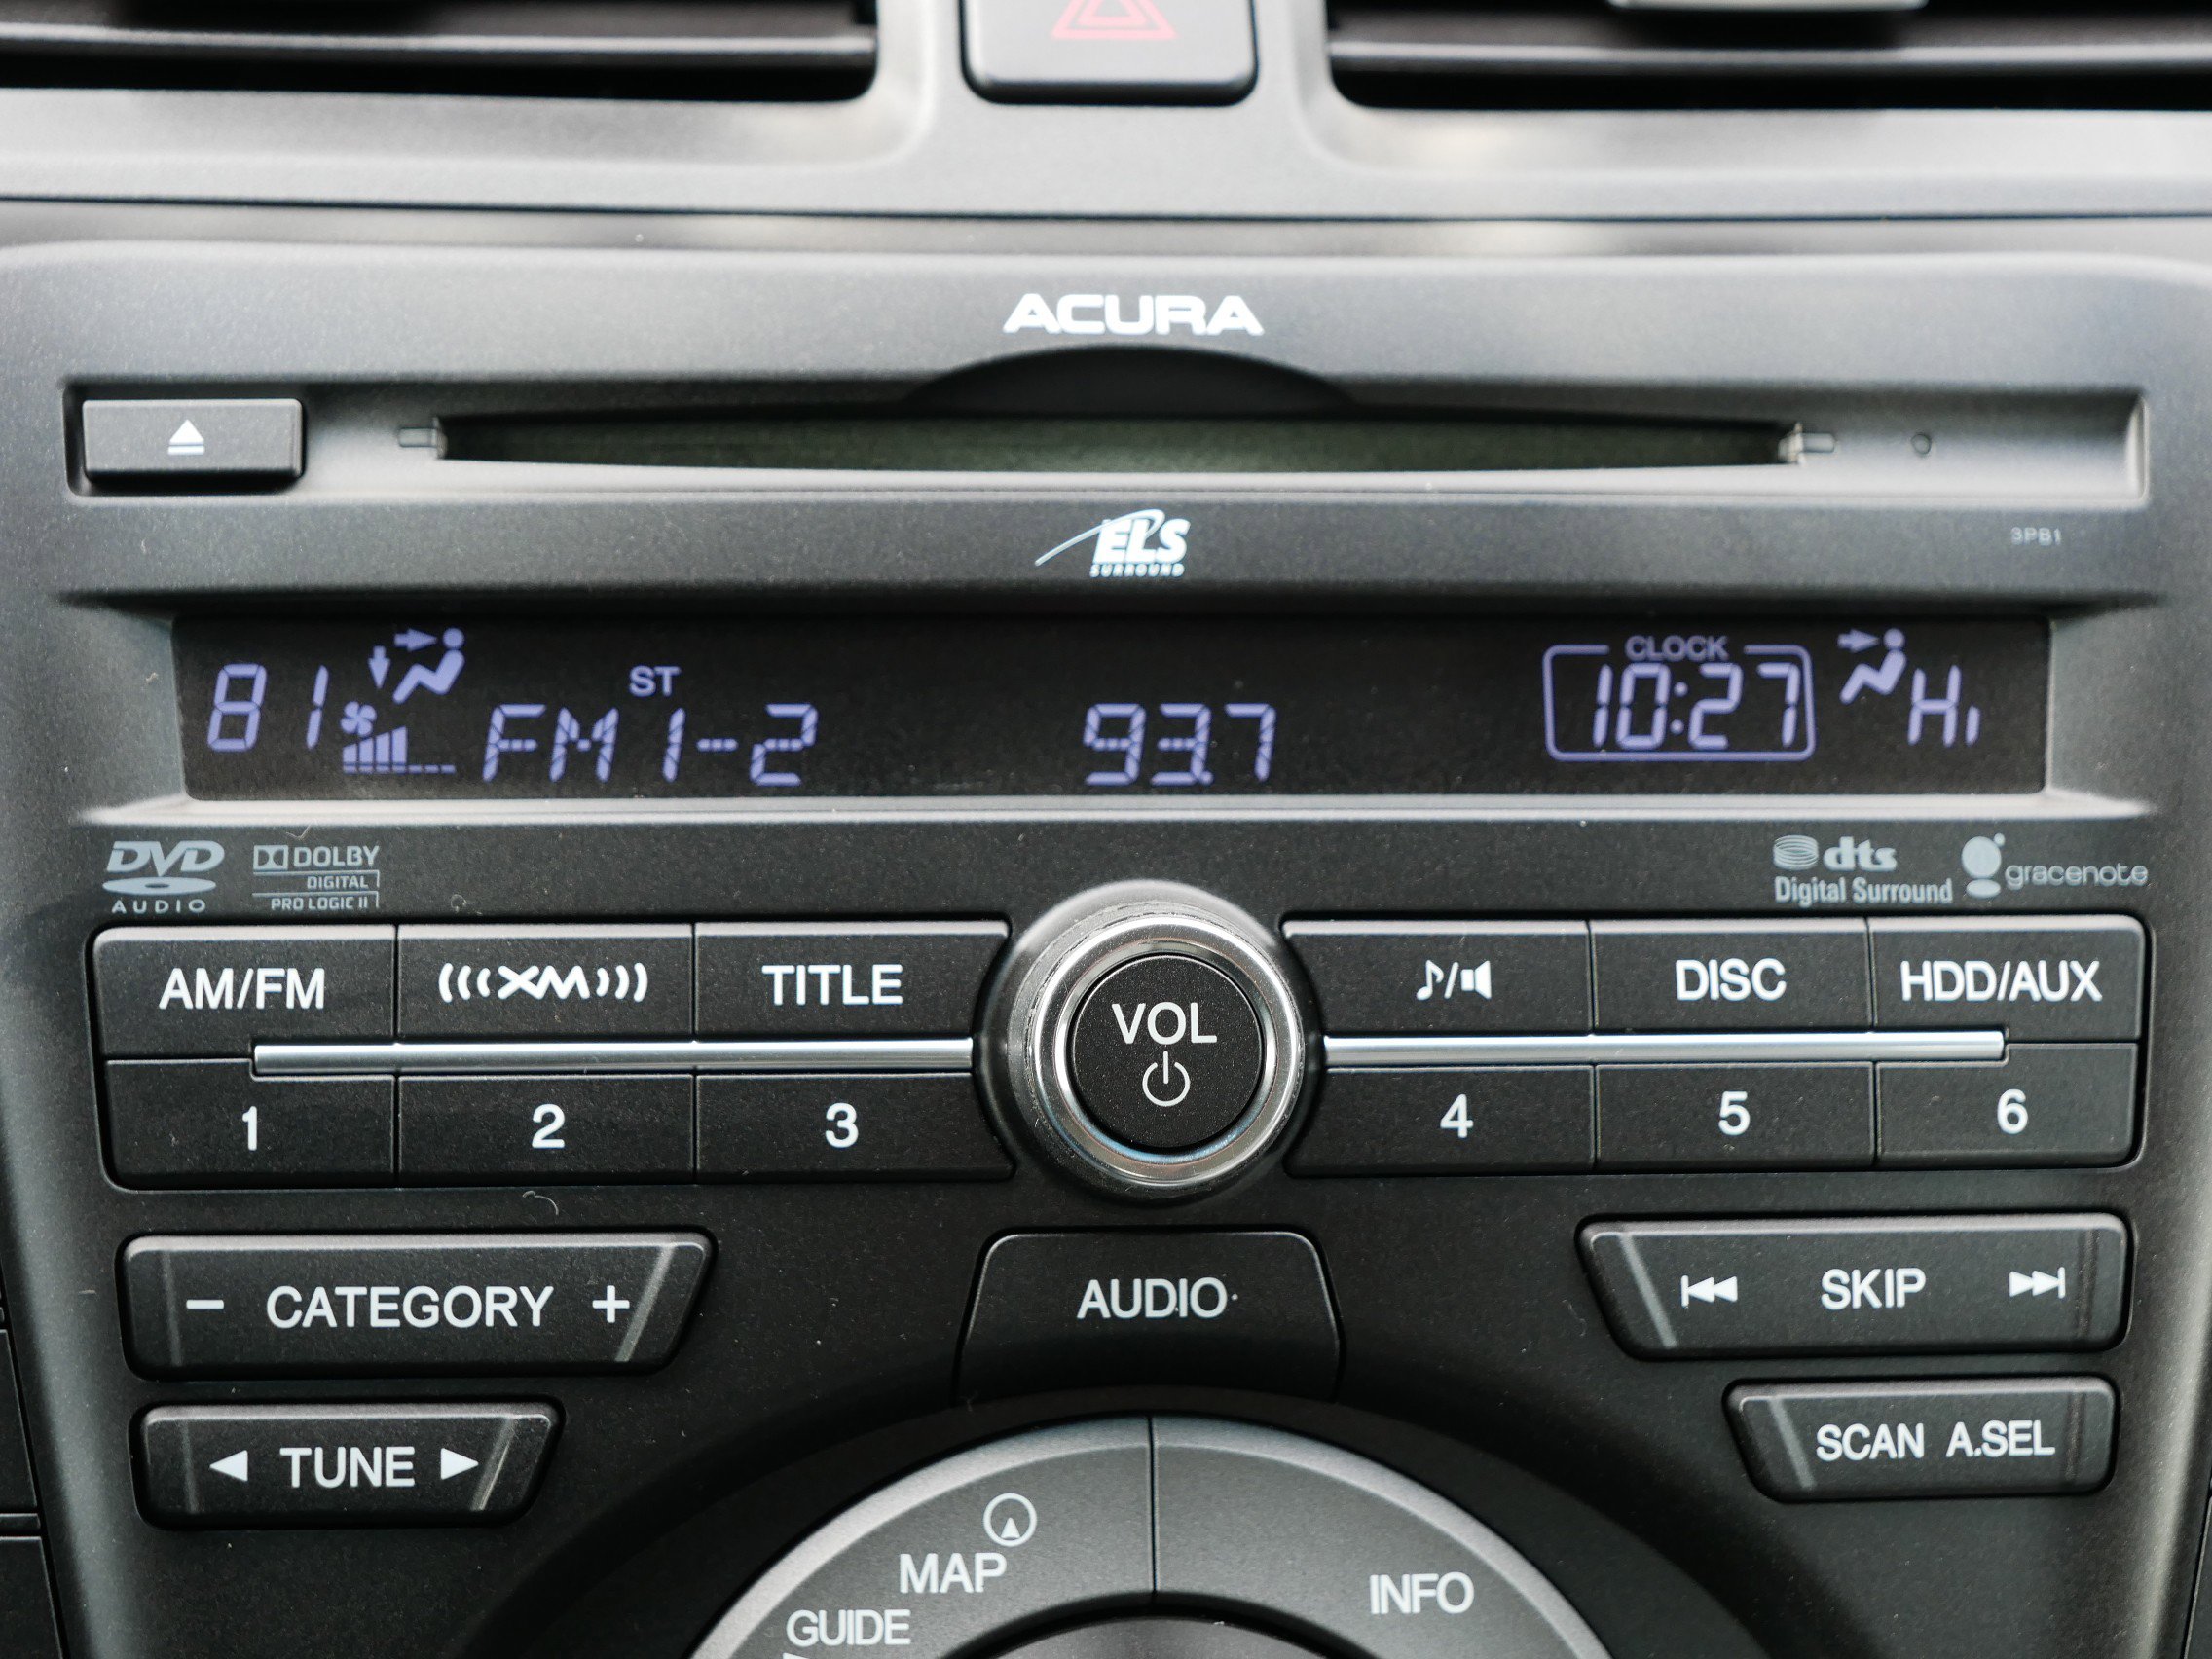 ACURA
ELS
SURROUND
3PB1
CLOCK
81 ST FM1-2 93.7 10:27 Hi
DVD
AUDIO
DOLBY
DIGITAL
PRO LOGIC II
dts
Digital Surround
gracenote
AM/FM
(((XM)))
TITLE
VOL
DISC
HDD/AUX
1
2
3
4
5
6
- CATEGORY +
AUDIO
SKIP
TUNE
SCAN A.SEL
MAP
GUIDE
INFO